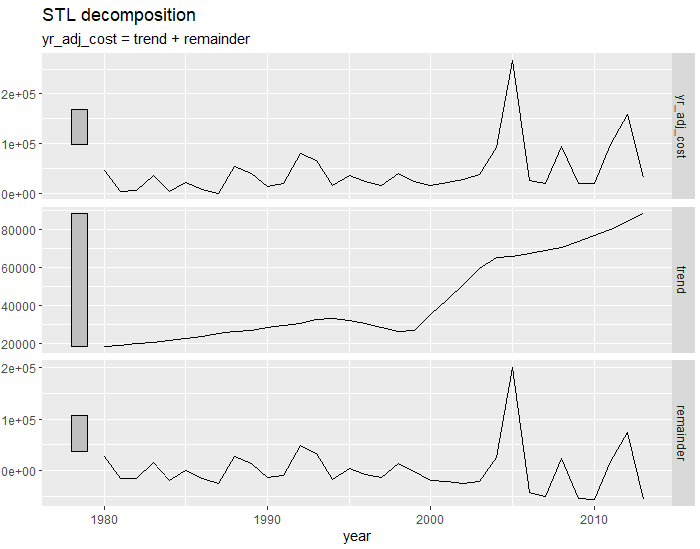 STL decomposition
yr_adj_cost = trend + remainder
2e+05
1e+05
0e+00
yr_adj_cost
80000
60000
40000
20000
trend
2e+05
1e+05
0e+00
remainder
1980
1990
2000
2010
year